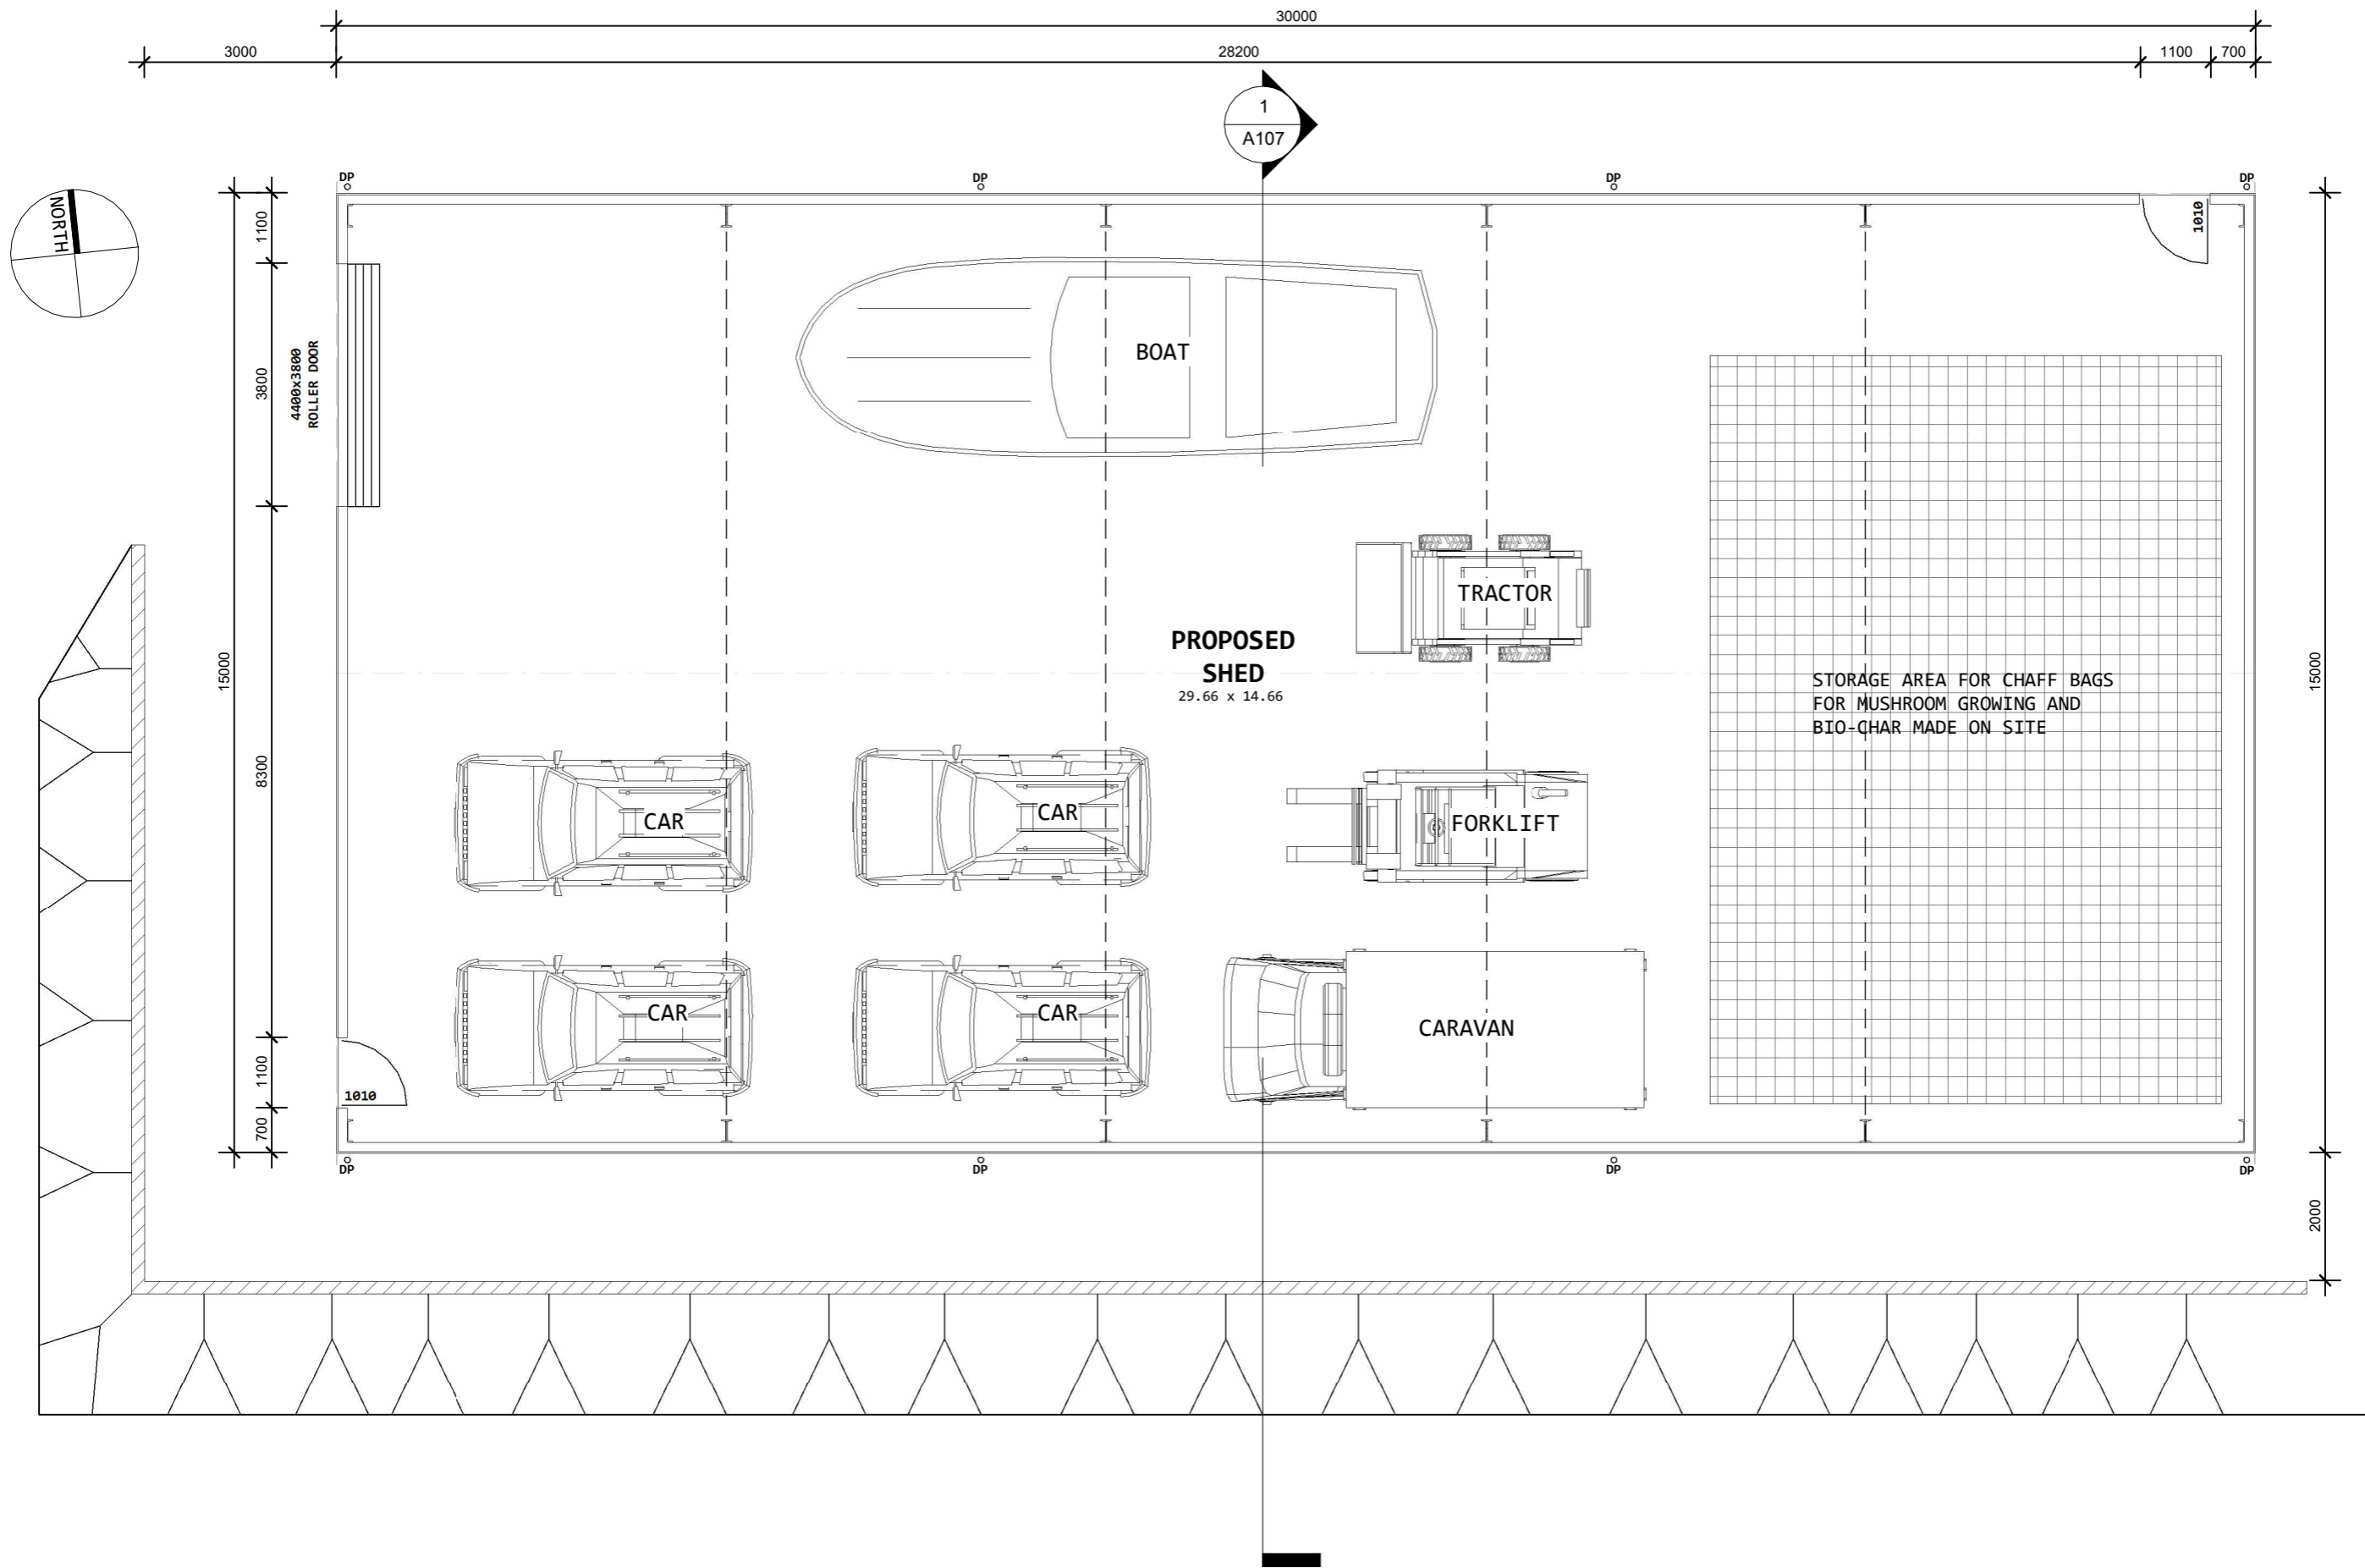 30000
3000
28200
1100
700
1
A107
DP
DP
DP
DP
NORTH
1100
1010
4400x3800
ROLLER DOOR
3800
BOAT
TRACTOR
PROPOSED
SHED
29.66 x 14.66
15000
15000
STORAGE AREA FOR CHAFF BAGS
FOR MUSHROOM GROWING AND
BIO-CHAR MADE ON SITE
8300
CAR
CAR
FORKLIFT
CAR
CAR
CARAVAN
1100
1010
700
DP
DP
DP
DP
2000